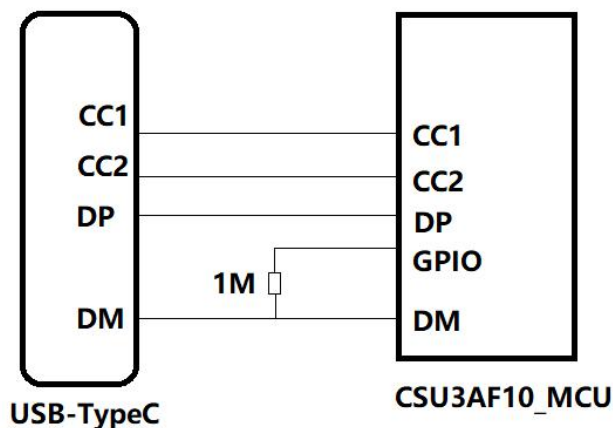 CC1
CC2
DP
DM
1M
CC1
CC2
DP
GPIO
DM
USB-TypeC
CSU3AF10_MCU